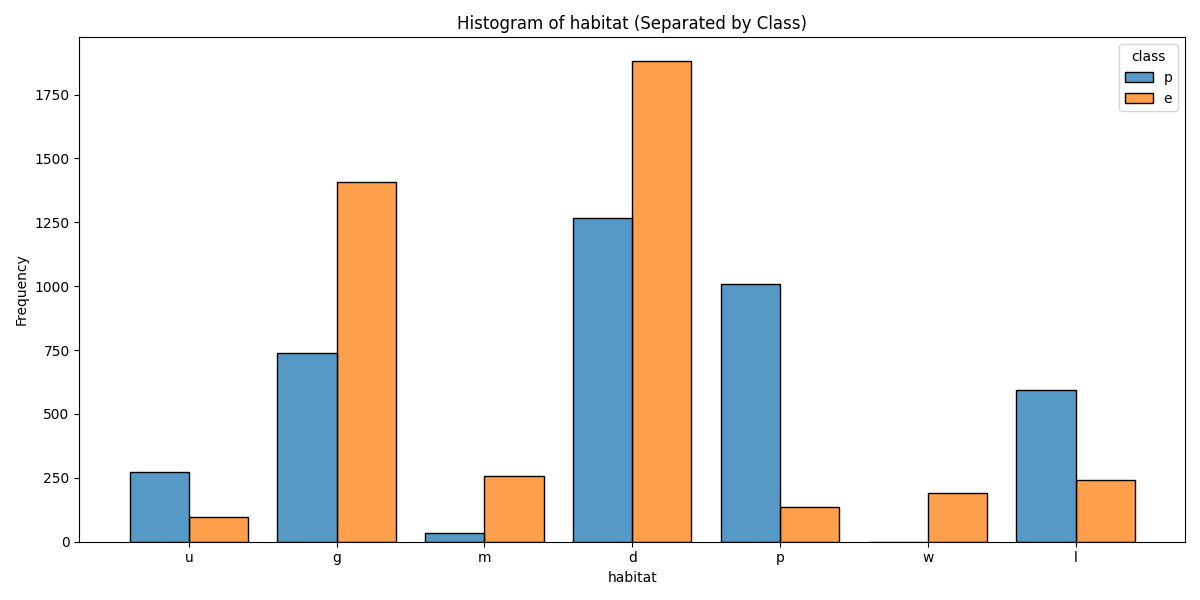 Histogram of habitat (Separated by Class)
class
p
e
Frequency
1750
1500
1250
1000
750
500
250
0
u g m d p w l
habitat